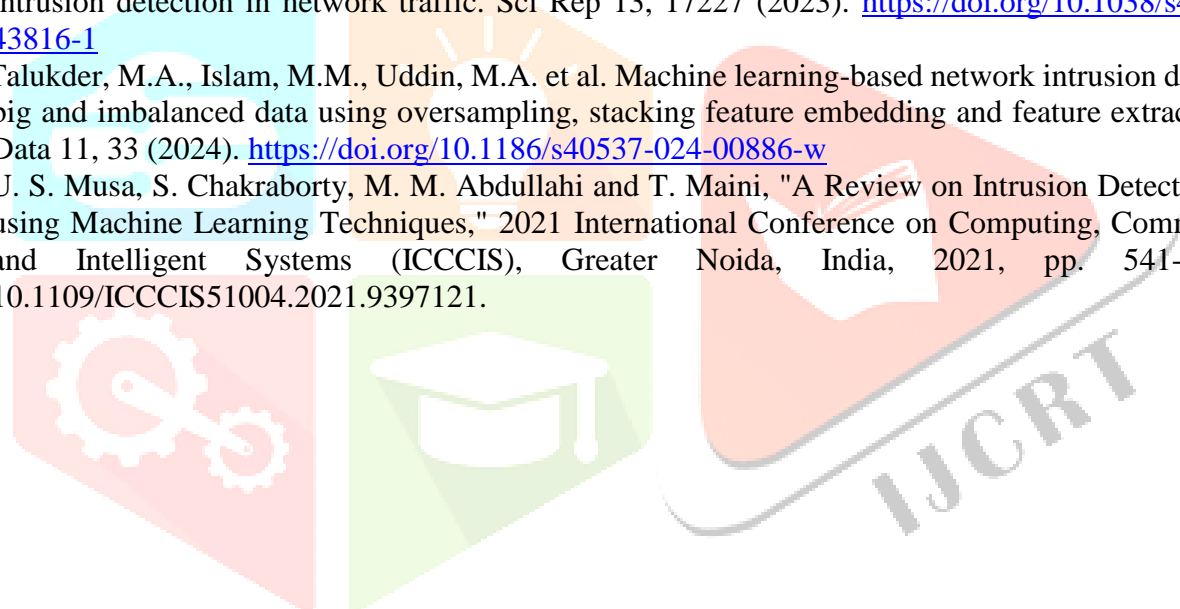 intrusion detection in network traffic. Sci Rep 13, 17227 (2023). https://doi.org/10.1038/s4
43816-1
Talukder, M.A., Islam, M.M., Uddin, M.A. et al. Machine learning-based network intrusion d
big and imbalanced data using oversampling, stacking feature embedding and feature extrac
Data 11, 33 (2024). https://doi.org/10.1186/s40537-024-00886-w
U. S. Musa, S. Chakraborty, M. M. Abdullahi and T. Maini, "A Review on Intrusion Detect
using Machine Learning Techniques," 2021 International Conference on Computing, Comm
and Intelligent Systems (ICCCIS), Greater Noida, India, 2021, pp. 541-
10.1109/ICCCIS51004.2021.9397121.
IJCRT